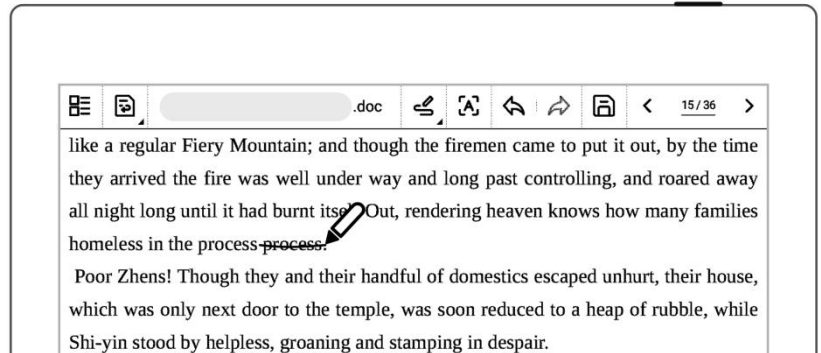 .doc 15/36
like a regular Fiery Mountain; and though the firemen came to put it out, by the time
they arrived the fire was well under way and long past controlling, and roared away
all night long until it had burnt Out, rendering heaven knows how many families
homeless in the process process.
Poor Zhens! Though they and their handful of domestics escaped unhurt, their house,
which was only next door to the temple, was soon reduced to a heap of rubble, while
Shi-yin stood by helpless, groaning and stamping in despair.